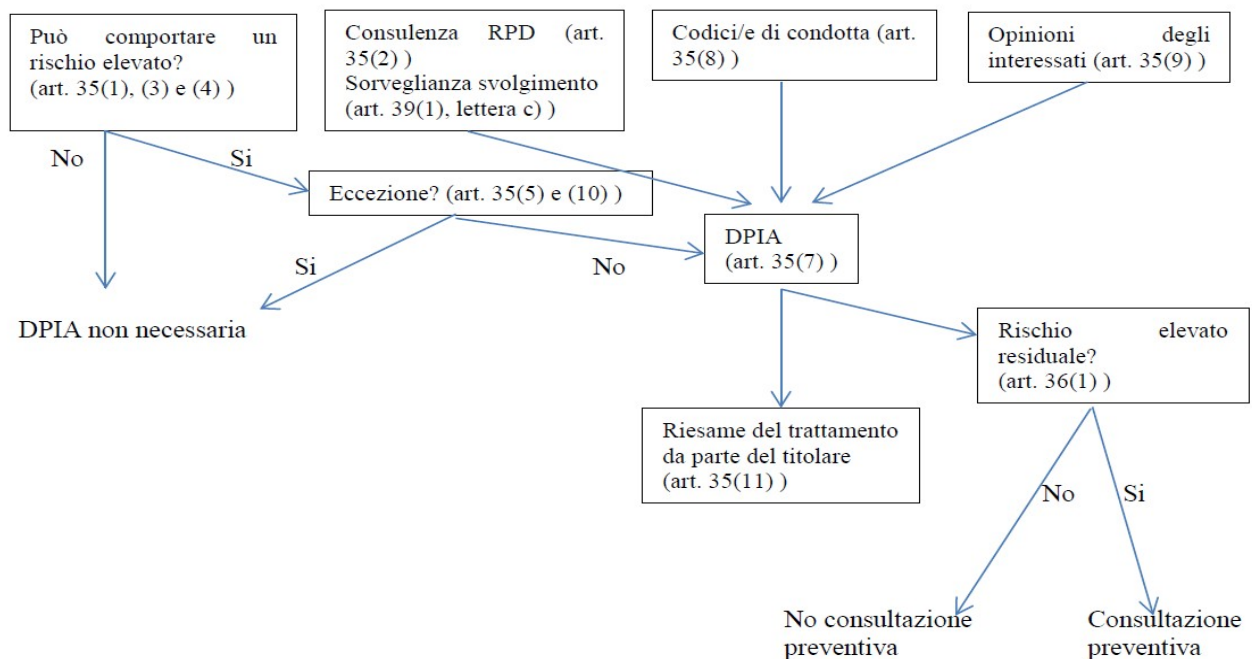 Può comportare un
rischio elevato?
(art. 35(1), (3) e (4) )
Consulenza RPD (art.
35(2) )
Sorveglianza svolgimento
(art. 39(1), lettera c) )
Codici/e di condotta (art.
35(8) )
Opinioni degli
interessati (art. 35(9) )
No
Si
Eccezione? (art. 35(5) e (10) )
Si
No
DPIA
(art. 35(7) )
DPIA non necessaria
Rischio elevato
residuale?
(art. 36(1) )
Riesame del trattamento
da parte del titolare
(art. 35(11) )
No
Si
No consultazione
preventiva
Consultazione
preventiva